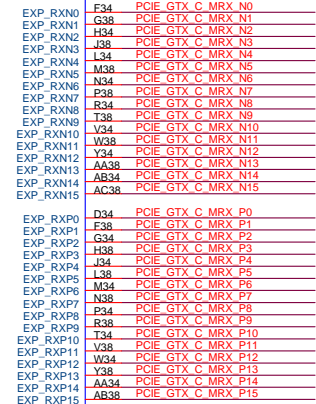 EXP_RXN0 F34 PCIE_GTX_C_MRX_N0
EXP_RXN1 G38 PCIE_GTX_C_MRX_N1
EXP_RXN2 H34 PCIE_GTX_C_MRX_N2
EXP_RXN3 J38 PCIE_GTX_C_MRX_N3
EXP_RXN4 L34 PCIE_GTX_C_MRX_N4
EXP_RXN5 M38 PCIE_GTX_C_MRX_N5
EXP_RXN6 N34 PCIE_GTX_C_MRX_N6
EXP_RXN7 P38 PCIE_GTX_C_MRX_N7
EXP_RXN8 R34 PCIE_GTX_C_MRX_N8
EXP_RXN9 T38 PCIE_GTX_C_MRX_N9
EXP_RXN10 V34 PCIE_GTX_C_MRX_N10
EXP_RXN11 W38 PCIE_GTX_C_MRX_N11
EXP_RXN12 Y34 PCIE_GTX_C_MRX_N12
EXP_RXN13 AA38 PCIE_GTX_C_MRX_N13
EXP_RXN14 AB34 PCIE_GTX_C_MRX_N14
EXP_RXN15 AC38 PCIE_GTX_C_MRX_N15
EXP_RXP0 D34 PCIE_GTX_C_MRX_P0
EXP_RXP1 F38 PCIE_GTX_C_MRX_P1
EXP_RXP2 G34 PCIE_GTX_C_MRX_P2
EXP_RXP3 H38 PCIE_GTX_C_MRX_P3
EXP_RXP4 J34 PCIE_GTX_C_MRX_P4
EXP_RXP5 L38 PCIE_GTX_C_MRX_P5
EXP_RXP6 M34 PCIE_GTX_C_MRX_P6
EXP_RXP7 N38 PCIE_GTX_C_MRX_P7
EXP_RXP8 P34 PCIE_GTX_C_MRX_P8
EXP_RXP9 R38 PCIE_GTX_C_MRX_P9
EXP_RXP10 T34 PCIE_GTX_C_MRX_P10
EXP_RXP11 V38 PCIE_GTX_C_MRX_P11
EXP_RXP12 W34 PCIE_GTX_C_MRX_P12
EXP_RXP13 Y38 PCIE_GTX_C_MRX_P13
EXP_RXP14 AA34 PCIE_GTX_C_MRX_P14
EXP_RXP15 AB38 PCIE_GTX_C_MRX_P15